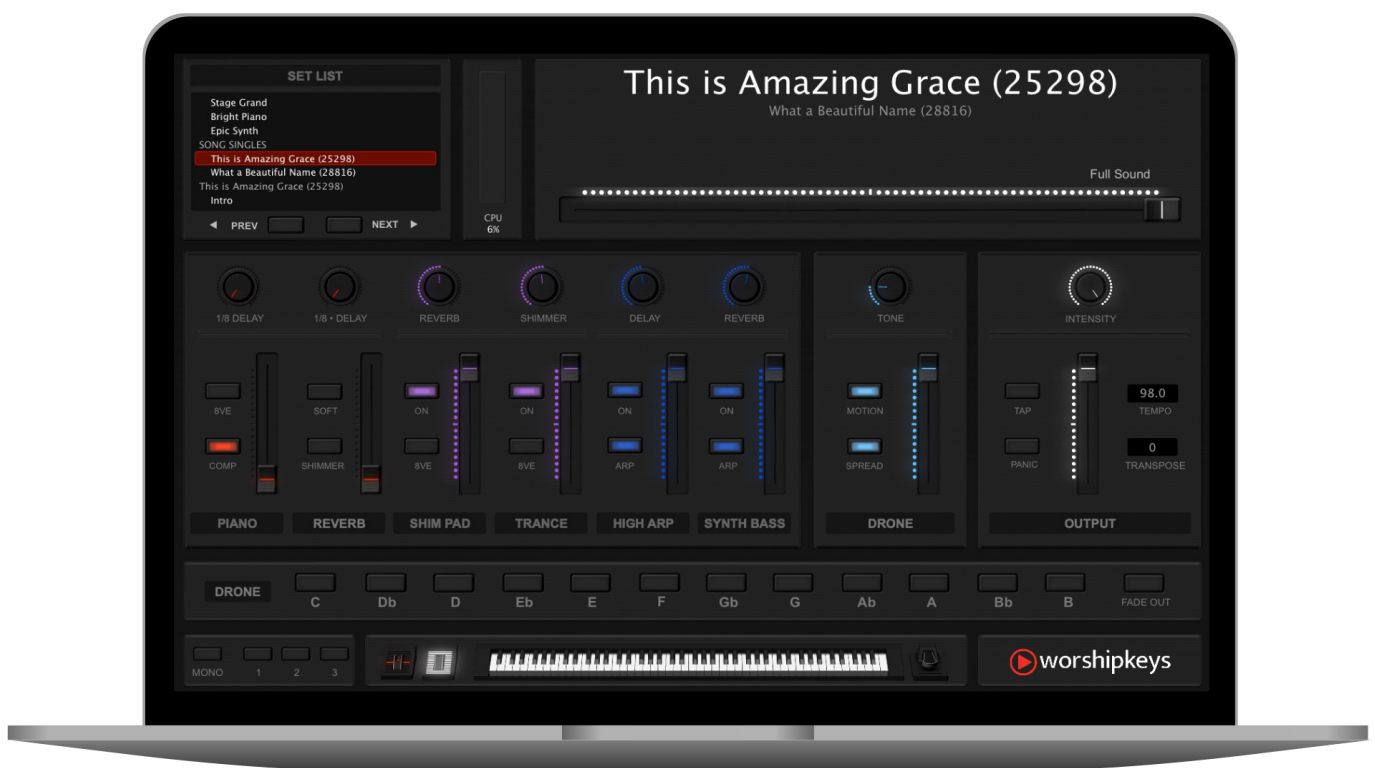 SET LIST
Stage Grand
Bright Piano
Epic Synth
SONG SINGLES
This is Amazing Grace (25298)
What a Beautiful Name (28816)
This is Amazing Grace (25298)
Intro
PREV NEXT
CPU
6%
This is Amazing Grace (25298)
What a Beautiful Name (28816)
Full Sound
1/8 DELAY 1/8 • DELAY REVERB SHIMMER DELAY REVERB TONE INTENSITY
8VE SOFT ON ON ON ON MOTION TAP 98.0 TEMPO
COMP SHIMMER 8VE 8VE ARP ARP SPREAD PANIC 0 TRANSPOSE
PIANO REVERB SHIM PAD TRANCE HIGH ARP SYNTH BASS DRONE OUTPUT
DRONE C Db D Eb E F Gb G Ab A Bb B FADE OUT
MONO 1 2 3
worshipkeys